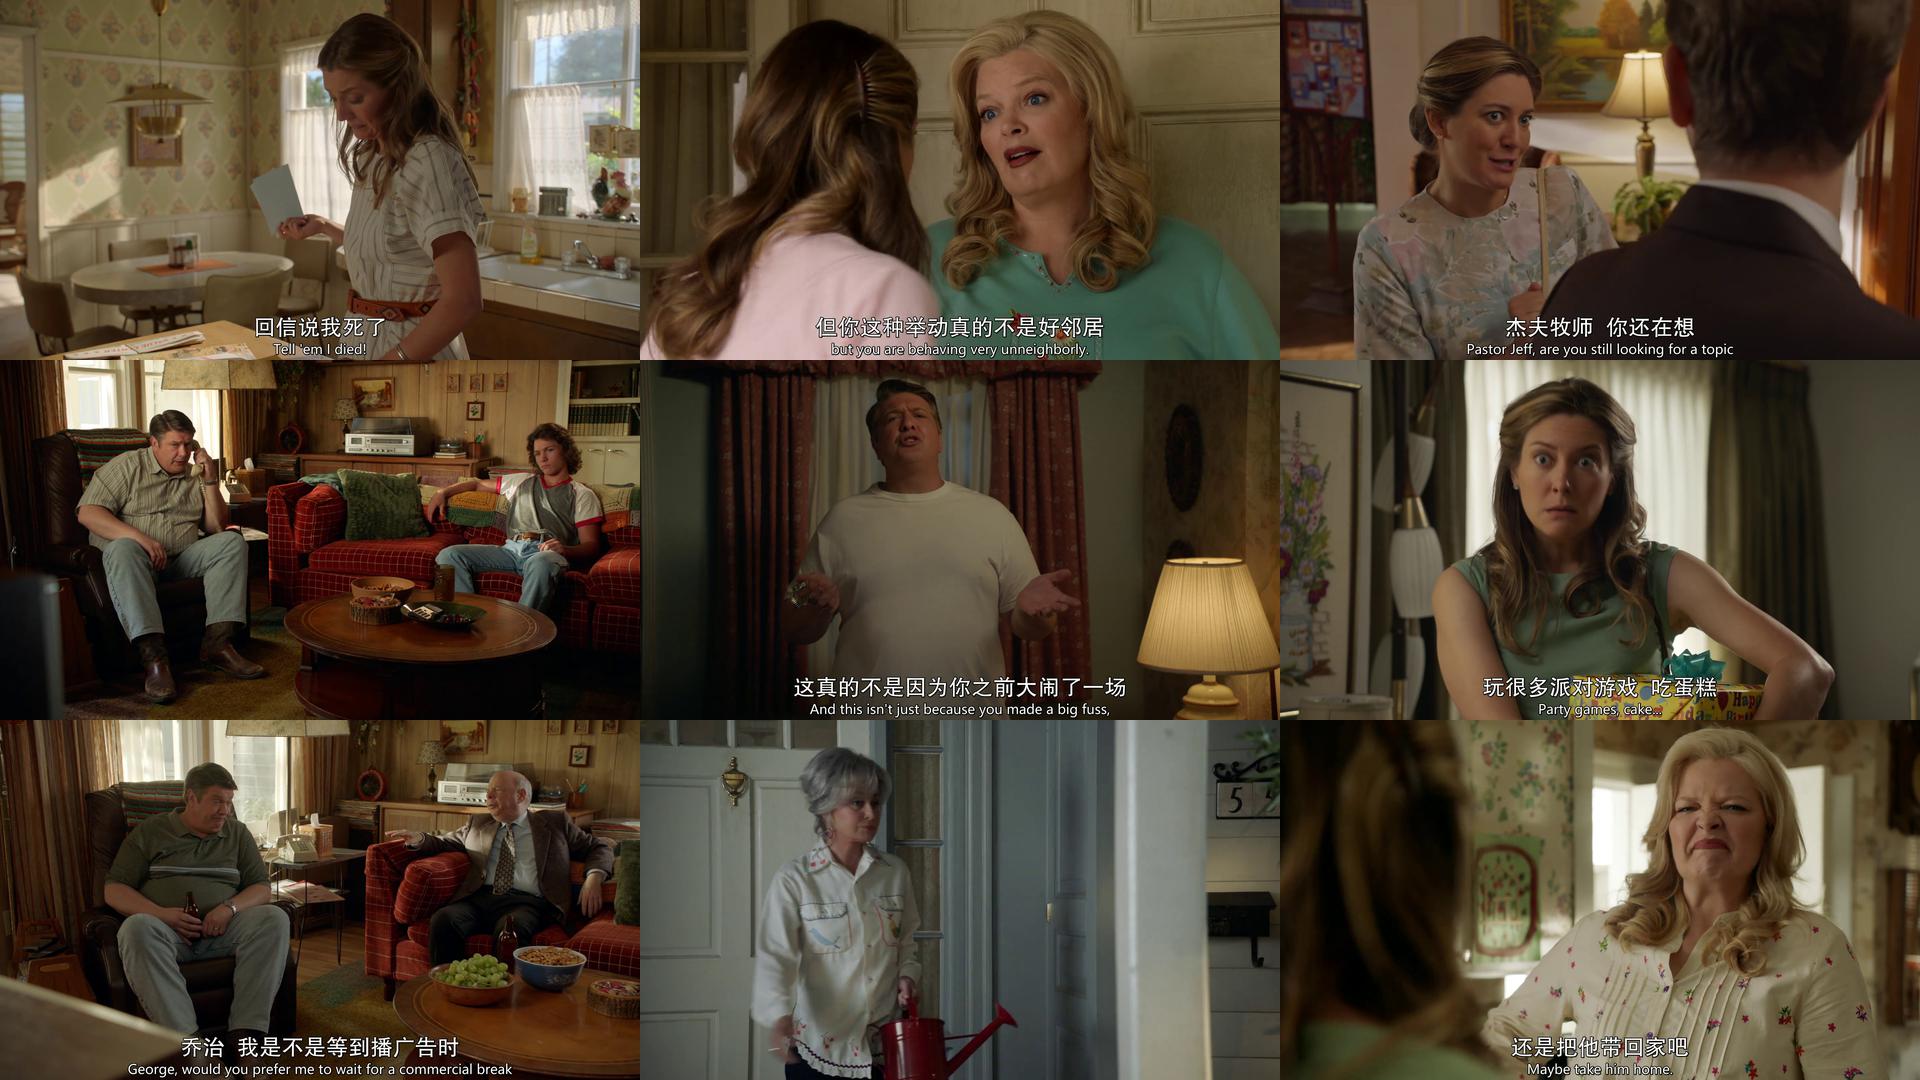 回信说我死了
Tell 'em I died!
但你这种举动真的不是好邻居
but you are behaving very unneighborly.
杰夫牧师 你还在想
Pastor Jeff, are you still looking for a topic
这真的不是因为你之前大闹了一场
And this isn't just because you made a big fuss,
玩很多派对游戏 吃蛋糕
Party games, cake...
乔治 我是不是等到播广告时
George, would you prefer me to wait for a commercial break
5
还是把他带回家吧
Maybe take him home.